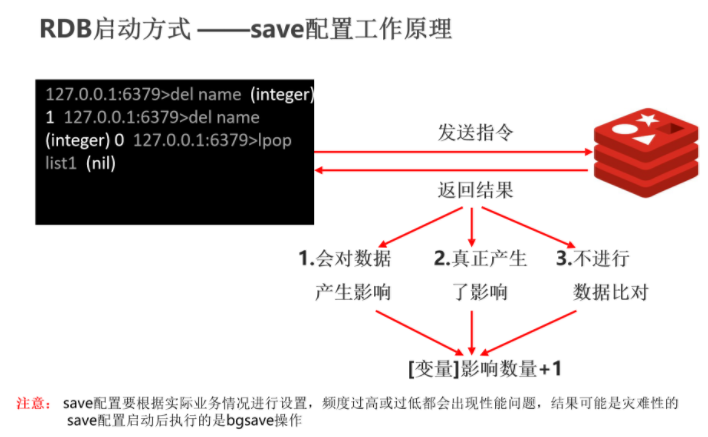 RDB启动方式 ——save配置工作原理
127.0.0.1:6379>del name (integer)
1 127.0.0.1:6379>del name
(integer) 0 127.0.0.1:6379>lpop
list1 (nil)
发送指令
返回结果
1.会对数据
产生影响
2.真正产生
了影响
3.不进行
数据比对
[变量]影响数量+1
注意： save配置要根据实际业务情况进行设置，频度过高或过低都会出现性能问题，结果可能是灾难性的
save配置启动后执行的是bgsave操作